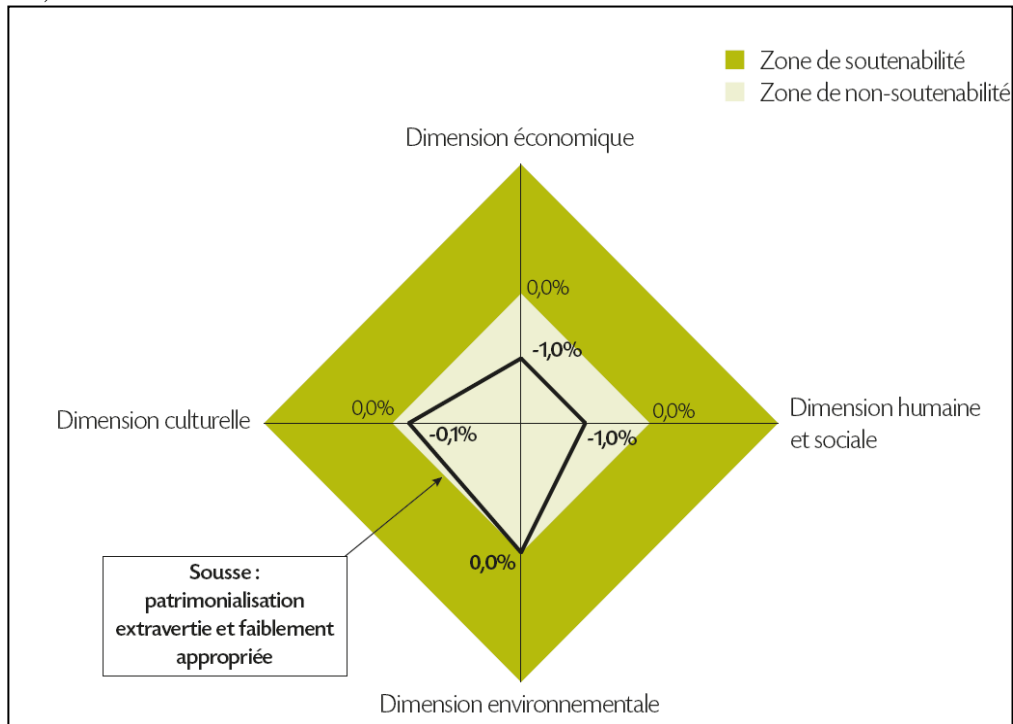 Zone de soutenabilité
Zone de non-soutenabilité
Dimension économique
0,0%
-1,0%
Dimension culturelle
0,0%
-0,1%
-1,0%
0,0%
Dimension humaine
et sociale
0,0%
Sousse :
patrimonialisation
extravertie et faiblement
appropriée
Dimension environnementale